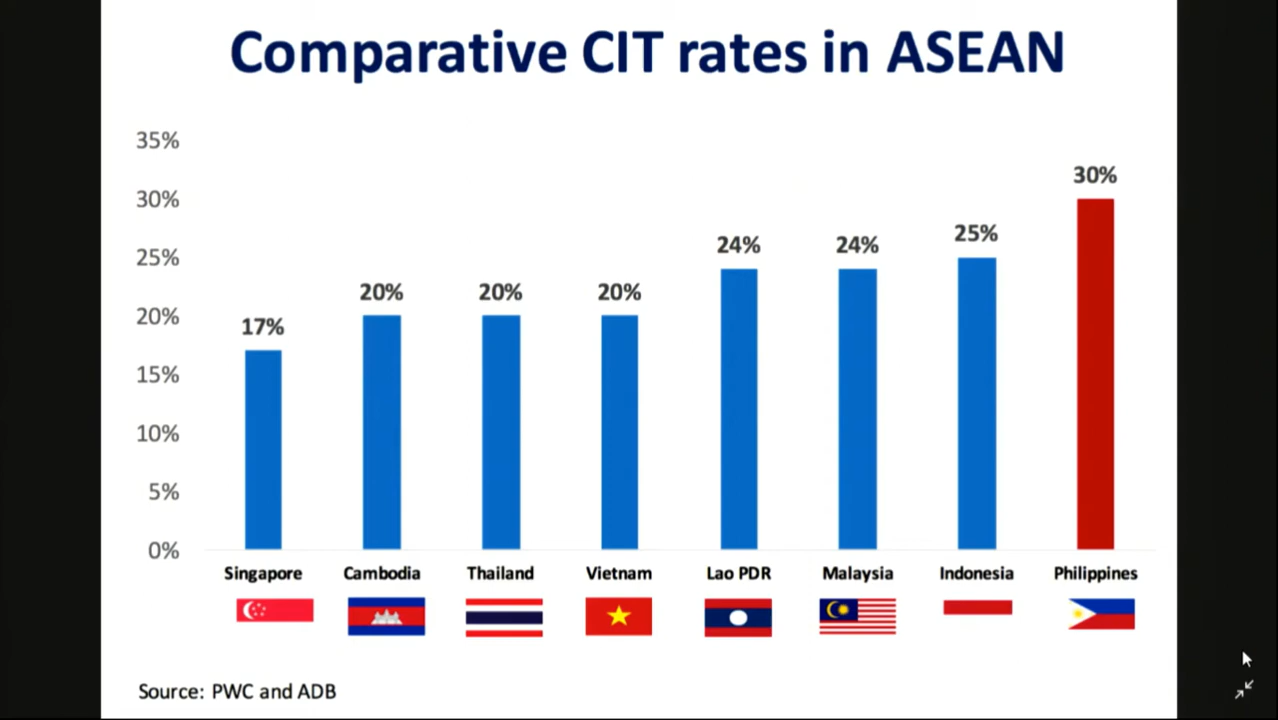 Comparative CIT rates in ASEAN
35%
30%
25%
20%
15%
10%
5%
0%
17%
20%
20%
20%
24%
24%
25%
30%
Singapore
Cambodia
Thailand
Vietnam
Lao PDR
Malaysia
Indonesia
Philippines
Source: PWC and ADB